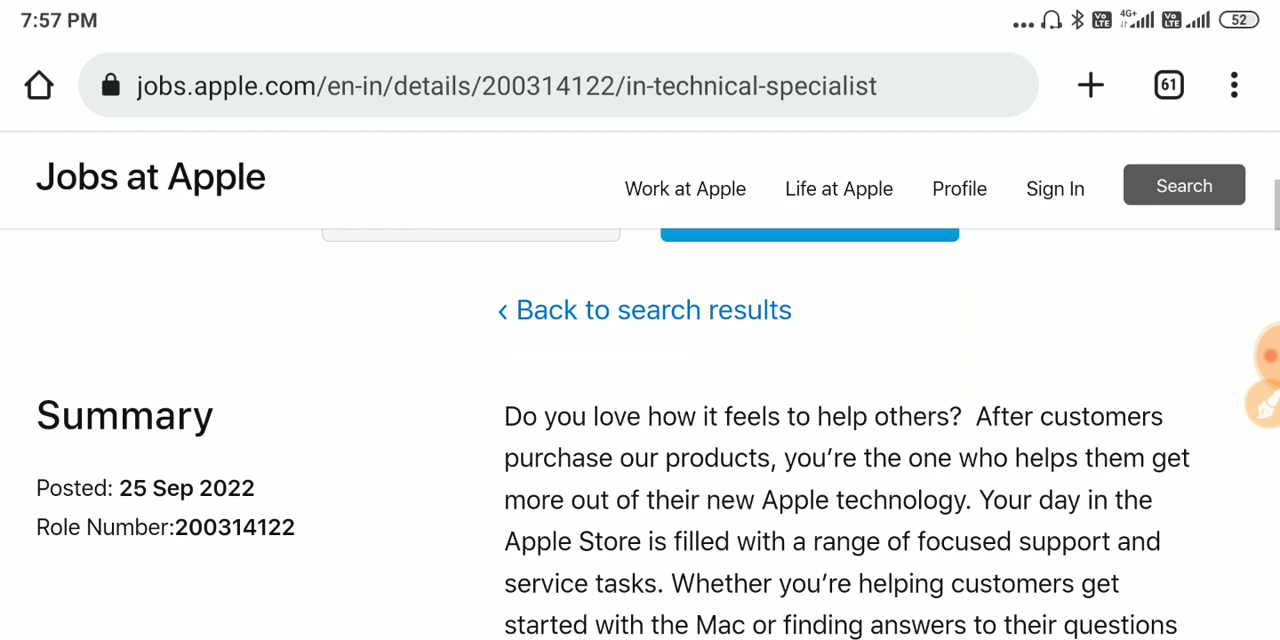 7:57 PM
4G+
Vo LTE
Vo LTE
52
jobs.apple.com/en-in/details/200314122/in-technical-specialist
61
Jobs at Apple
Work at Apple
Life at Apple
Profile
Sign In
Search
‹ Back to search results
Summary
Posted: 25 Sep 2022
Role Number:200314122
Do you love how it feels to help others?  After customers
purchase our products, you’re the one who helps them get
more out of their new Apple technology. Your day in the
Apple Store is filled with a range of focused support and
service tasks. Whether you’re helping customers get
started with the Mac or finding answers to their questions